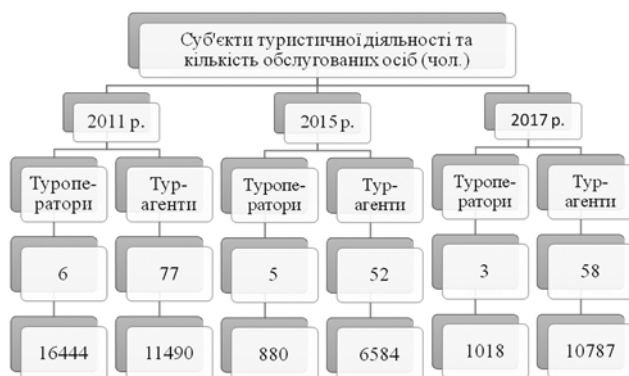 Суб'єкти туристичної діяльності та
кількість обслугованих осіб (чол.)
2011 р.
2015 р.
2017 р.
Туропе-
ратори
Тур-
агенти
Туропе-
ратори
Тур-
агенти
Туропе-
ратори
Тур-
агенти
6
77
5
52
3
58
16444
11490
880
6584
1018
10787